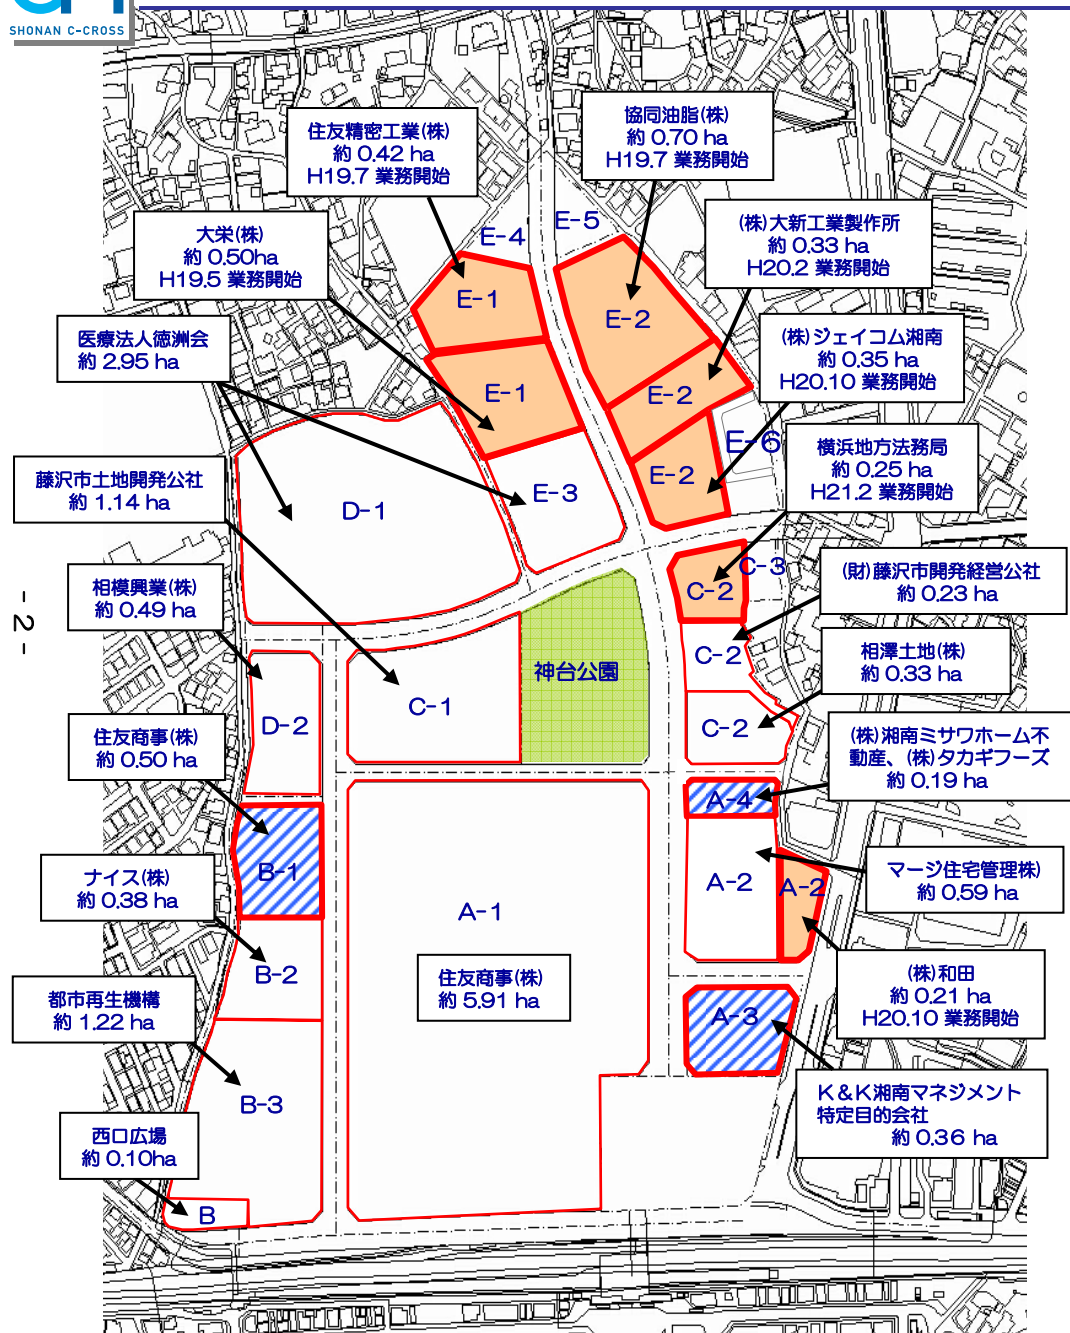 SHONAN C-CROSS
住友精密工業(株)
約 0.42 ha
H19.7 業務開始
協同油脂(株)
約 0.70 ha
H19.7 業務開始
大栄(株)
約 0.50ha
H19.5 業務開始
(株)大新工業製作所
約 0.33 ha
H20.2 業務開始
医療法人徳洲会
約 2.95 ha
(株)ジェイコム湘南
約 0.35 ha
H20.10 業務開始
藤沢市土地開発公社
約 1.14 ha
横浜地方法務局
約 0.25 ha
H21.2 業務開始
相模興業(株)
約 0.49 ha
(財)藤沢市開発経営公社
約 0.23 ha
相澤土地(株)
約 0.33 ha
住友商事(株)
約 0.50 ha
(株)湘南ミサワホーム不
動産、(株)タカギフーズ
約 0.19 ha
ナイス(株)
約 0.38 ha
マージ住宅管理株)
約 0.59 ha
都市再生機構
約 1.22 ha
住友商事(株)
約 5.91 ha
(株)和田
約 0.21 ha
H20.10 業務開始
西口広場
約 0.10ha
K&K湘南マネジメント
特定目的会社
約 0.36 ha
E-4
E-5
E-1
E-2
E-1
E-2
E-6
E-2
E-3
D-1
C-3
C-2
C-2
神台公園
C-1
D-2
C-2
A-4
B-1
A-2
A-2
A-1
B-2
A-3
B-3
B
- 2 -